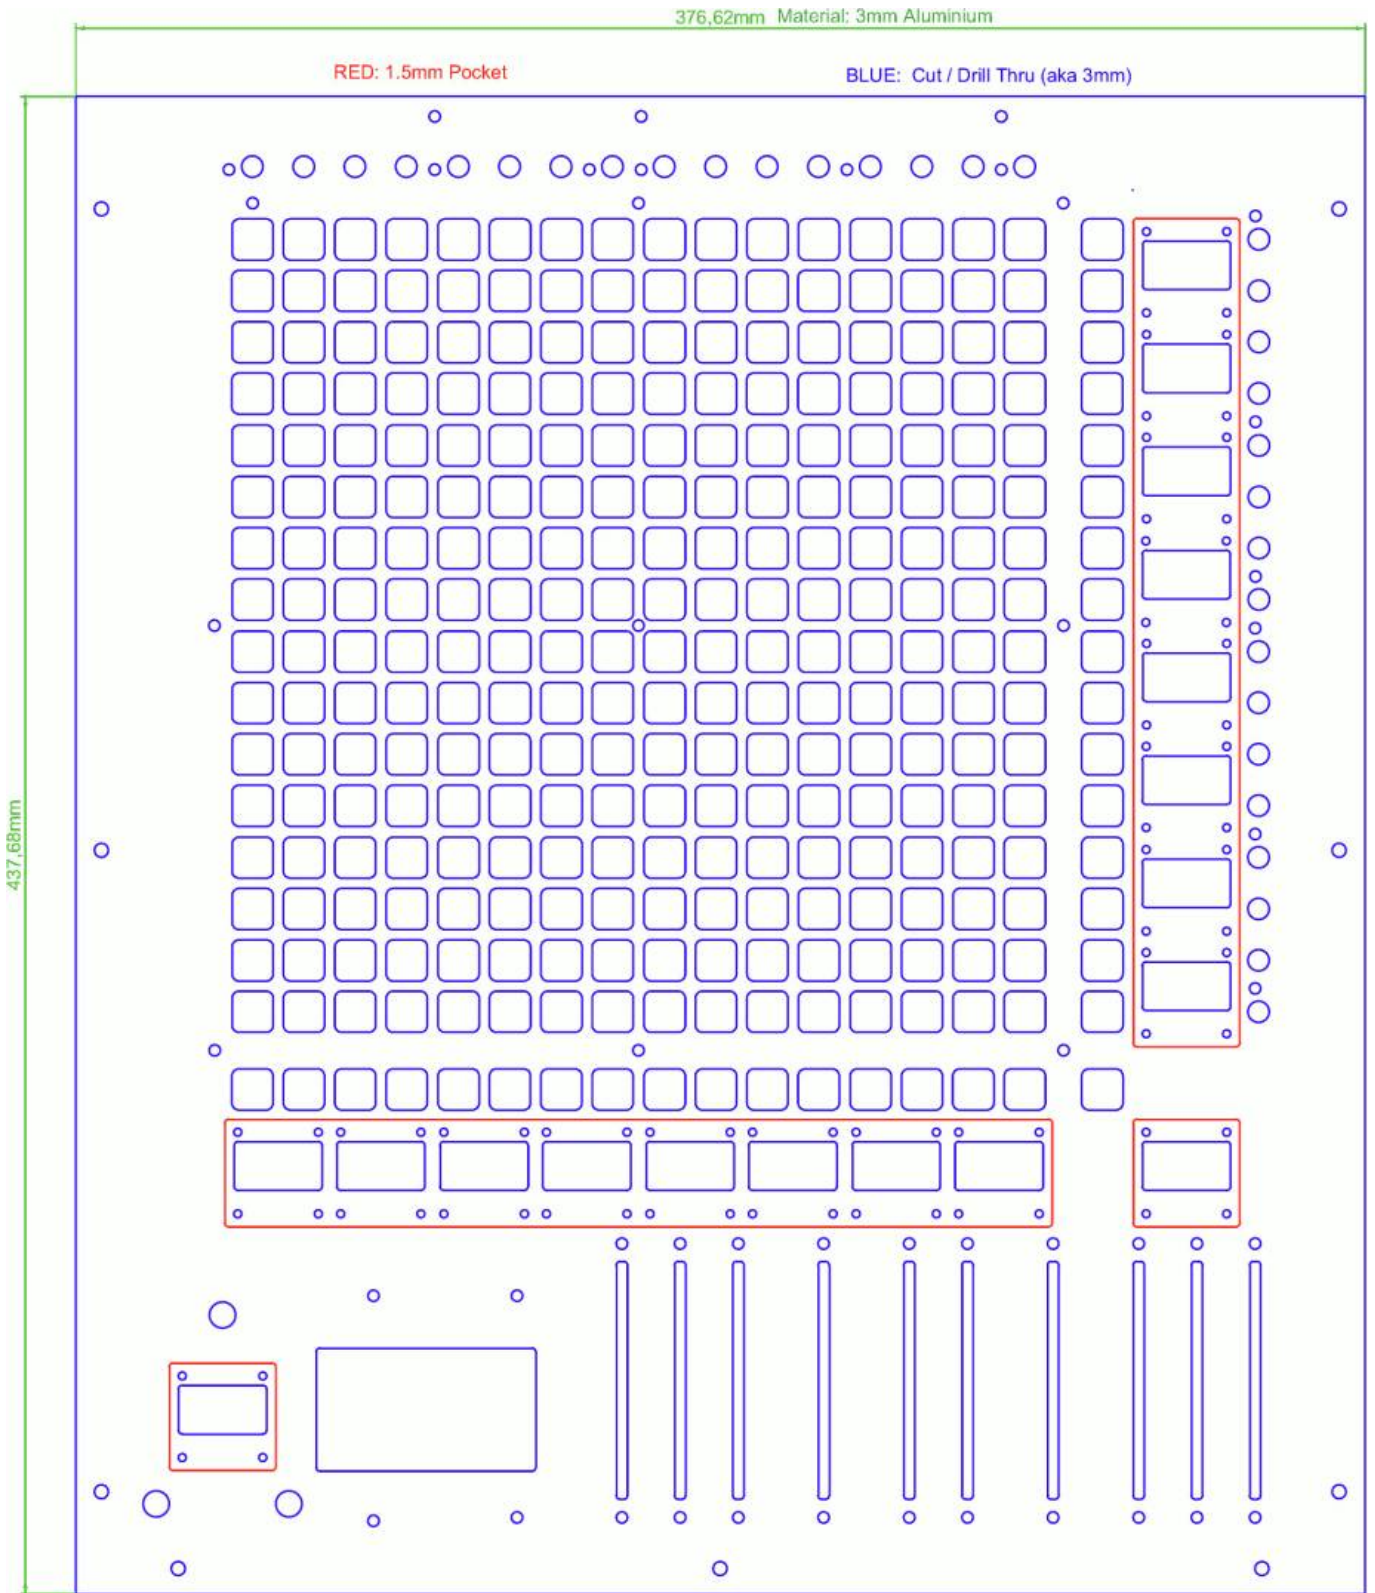 376,62mm Material: 3mm Aluminium
RED: 1.5mm Pocket
BLUE: Cut / Drill Thru (aka 3mm)
437,68mm